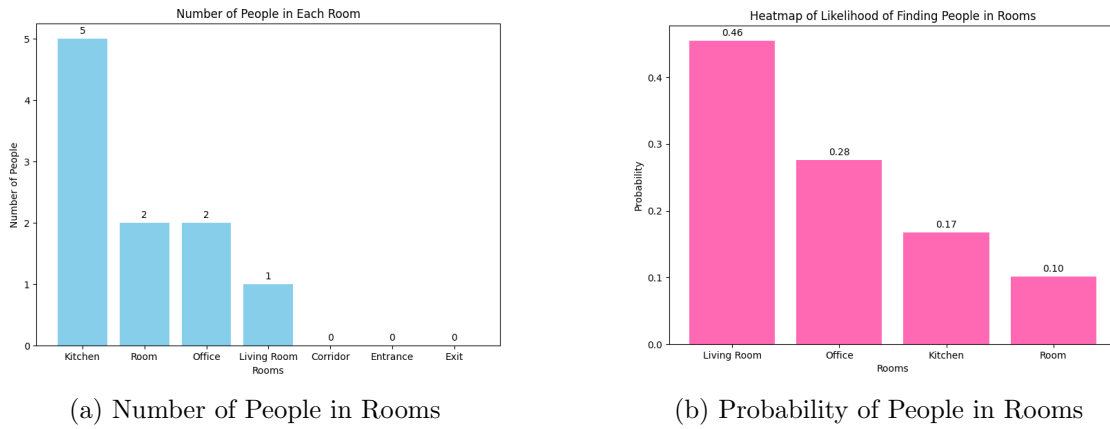 Number of People in Each Room
5
5
4
3
2
1
0
Number of People
2
2
1
0
0
0
Kitchen
Room
Office
Living Room
Corridor
Entrance
Exit
Rooms
(a) Number of People in Rooms
Heatmap of Likelihood of Finding People in Rooms
0.46
0.4
0.3
0.2
0.1
0.0
Probability
0.28
0.17
0.10
Living Room
Office
Kitchen
Room
Rooms
(b) Probability of People in Rooms